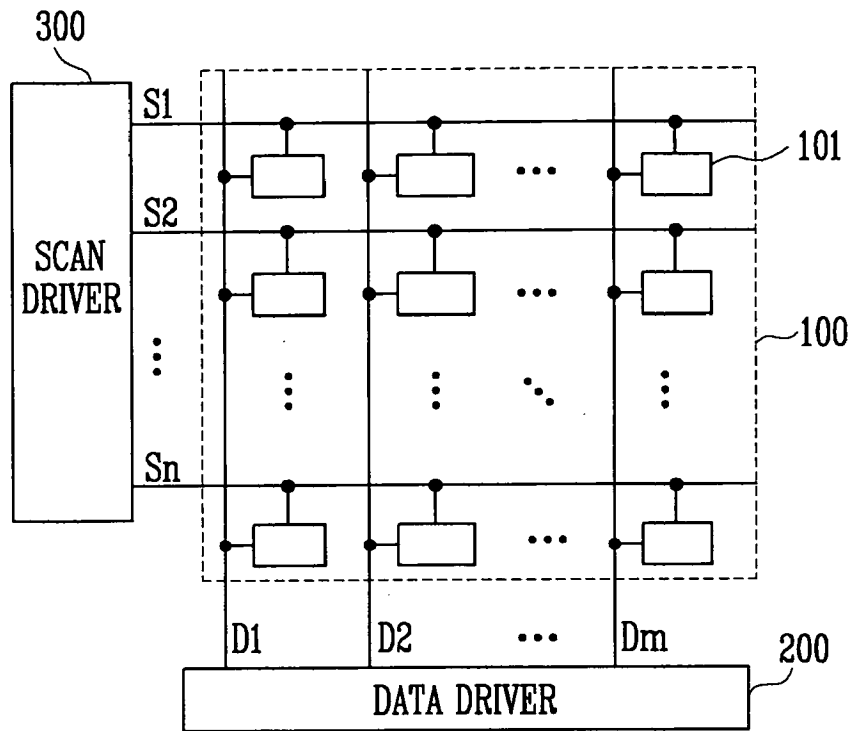 300
S1
101
S2
SCAN
DRIVER
100
Sn
D1 D2 Dm
200
DATA DRIVER